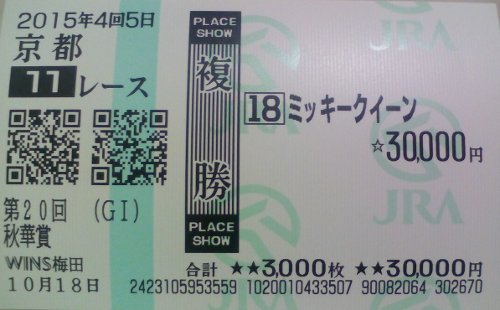 2015年4回5日
京都
11 レース
第20回 (GI)
秋華賞
WINS梅田
10月18日
PLACE
SHOW
複勝
PLACE
SHOW
18 ミッキークイーン
☆30,000円
JRA
JRA
JRA
合計 ★★3,000枚 ★★30,000円
2423105953559 1020010433507 90082064 302670